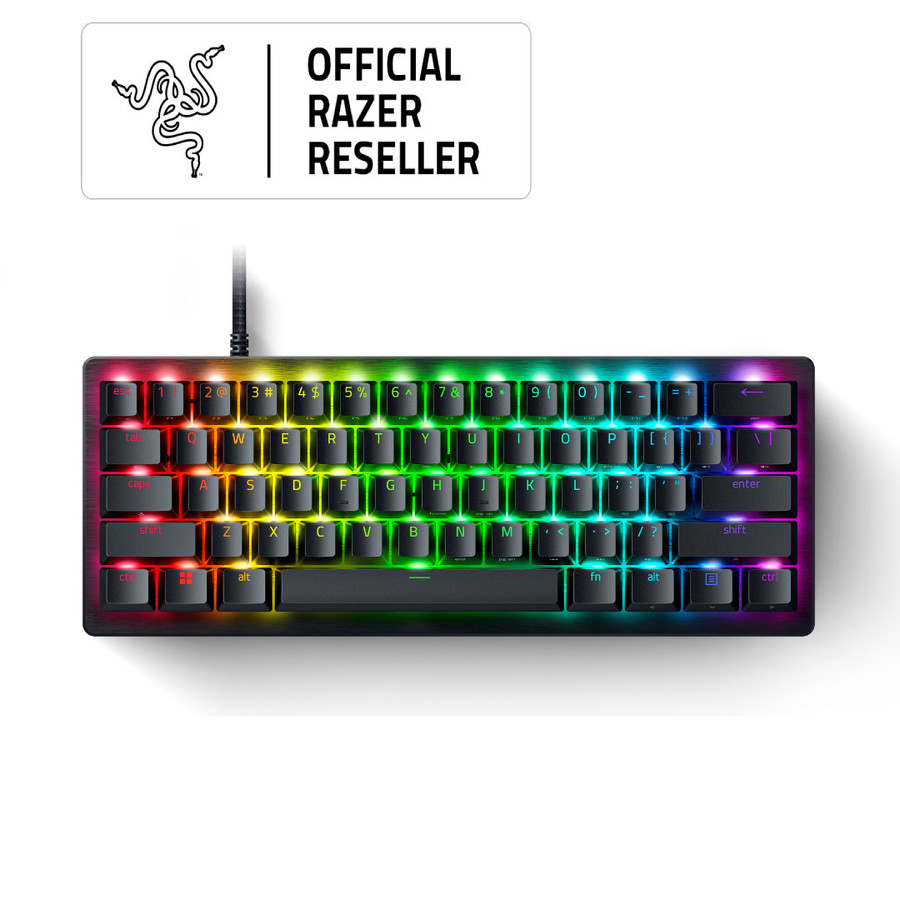 OFFICIAL
RAZER
RESELLER
esc 1 ! 2 @ 3 # 4 $ 5 % 6 ^ 7 & 8 * 9 ( 0 ) - _ = + ←
tab Q W E R T Y U I O P [ { ] } \ |
caps A S D F G H J K L ; : ' " enter
shift Z X C V B N M , < . > / ? shift
ctrl alt fn alt ctrl